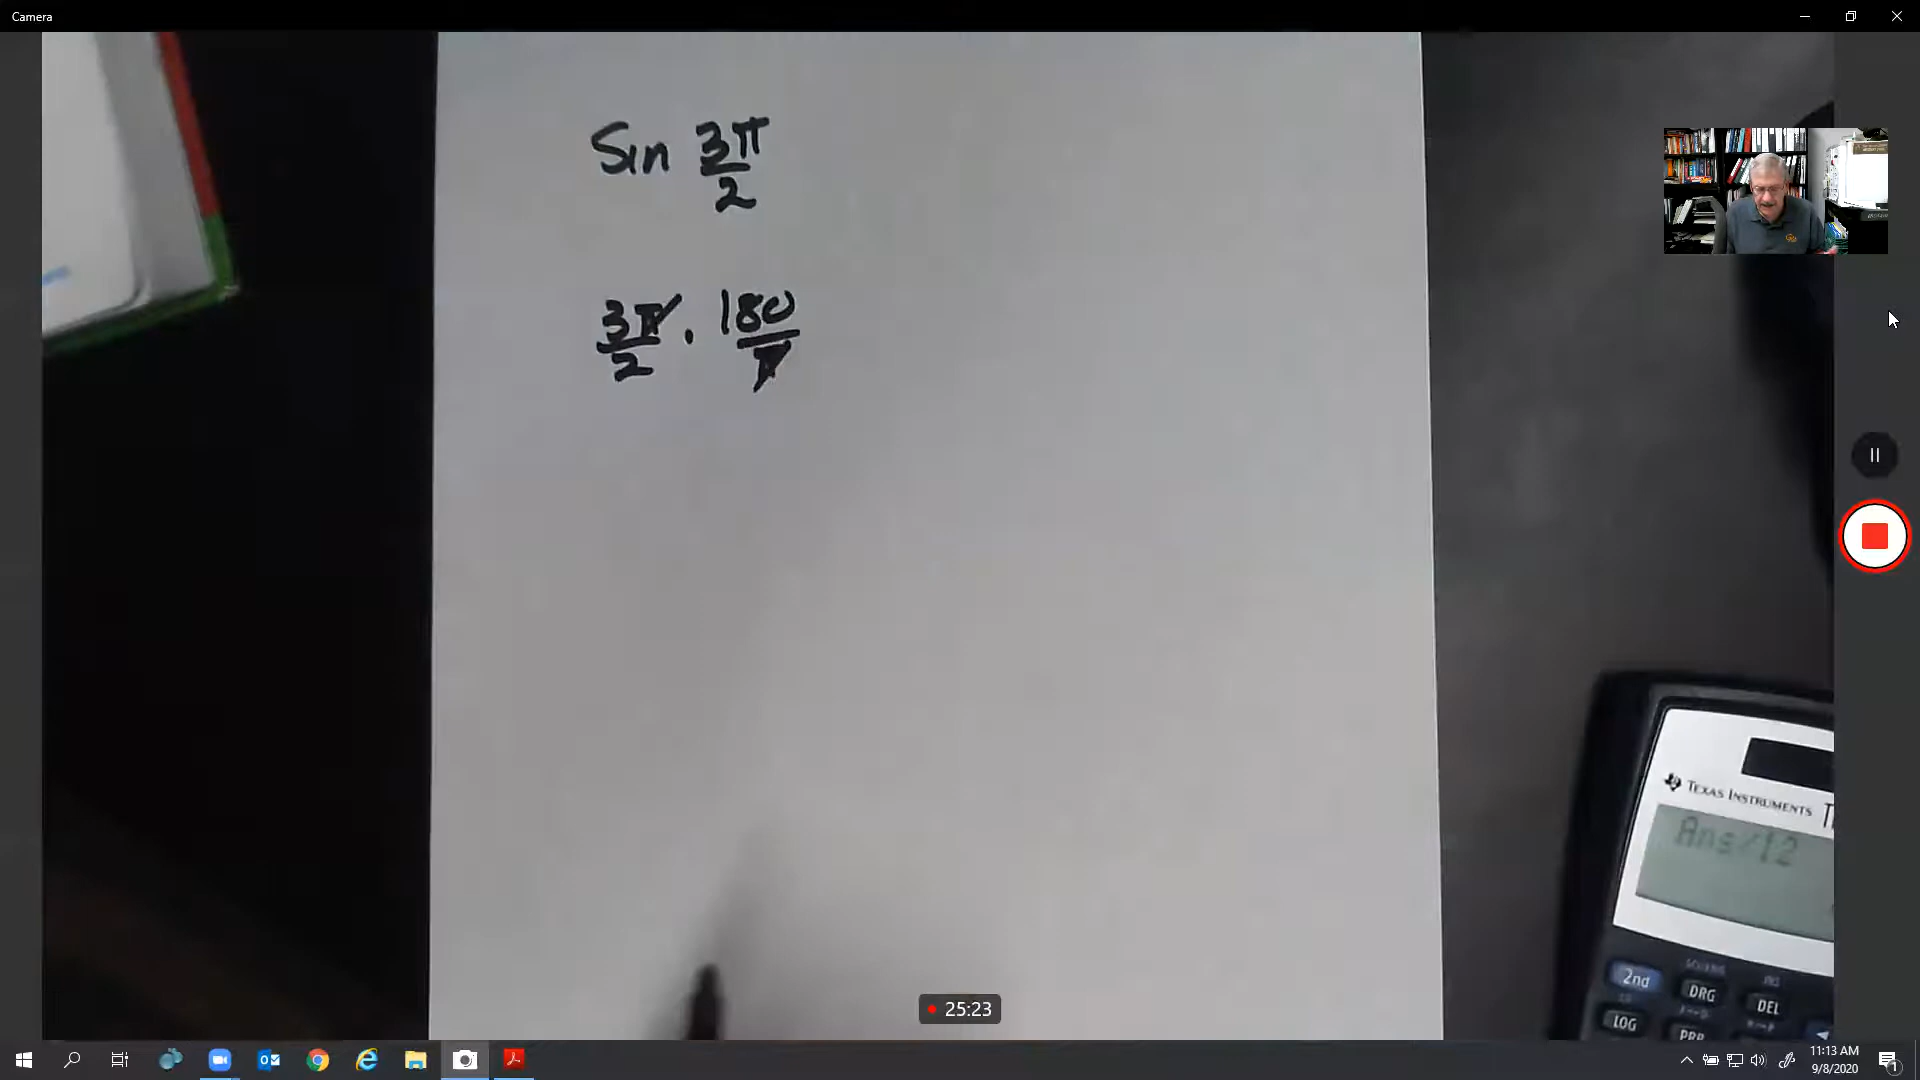 Camera
Sin 3π/2
3π/2 · 180/π
TEXAS INSTRUMENTS
Ans/12
2nd
DRG
DEL
LOG
PRB
25:23
11:13 AM
9/8/2020